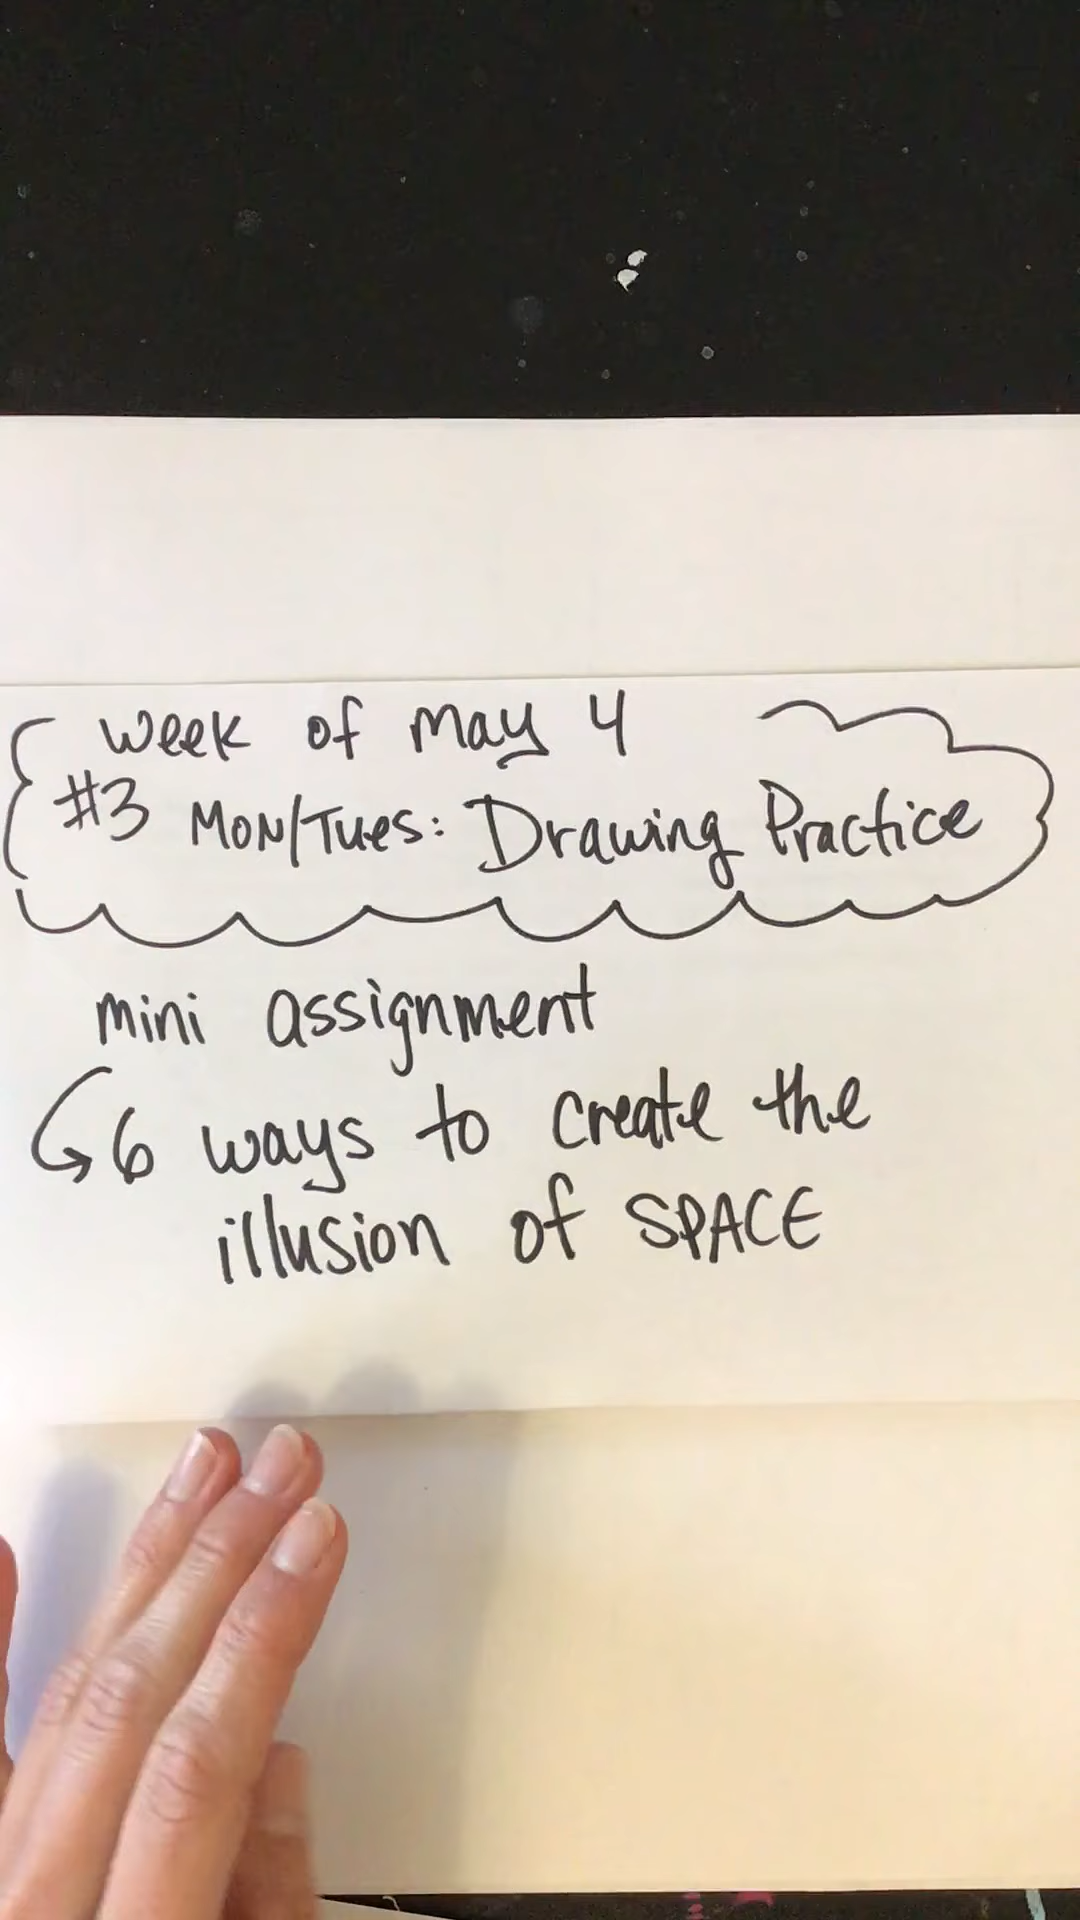 week of may 4
#3 MON/TUES: Drawing Practice
mini assignment
6 ways to create the
illusion of SPACE